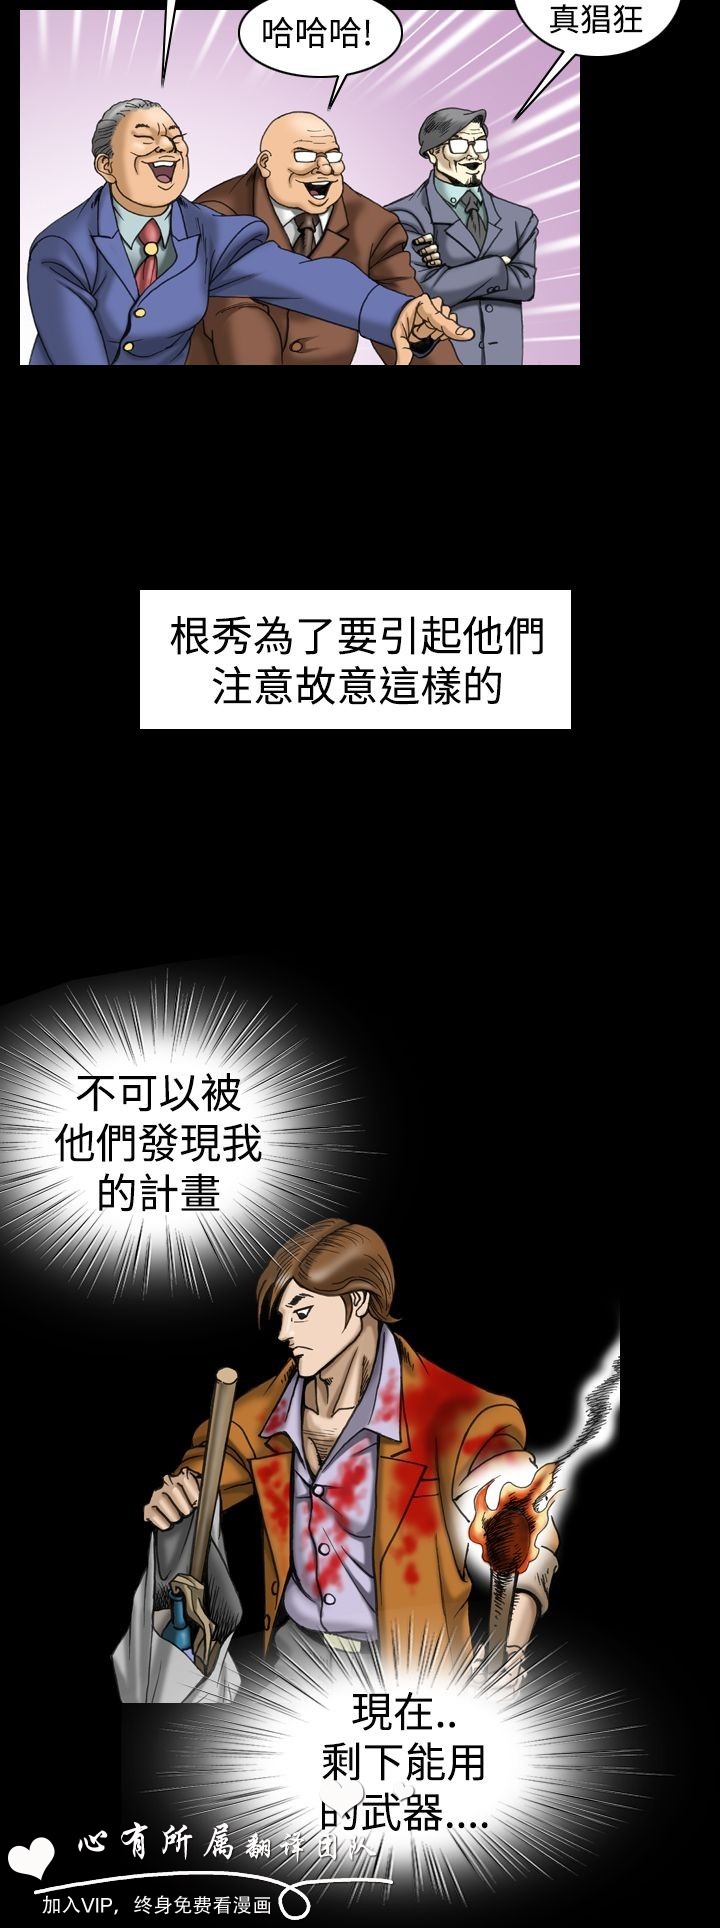 哈哈哈!
真猖狂
根秀為了要引起他們
注意故意這樣的
不可以被
他們發現我
的計畫
現在..
剩下能用
的武器....
心有所属翻译团队
加入VIP，终身免费看漫画